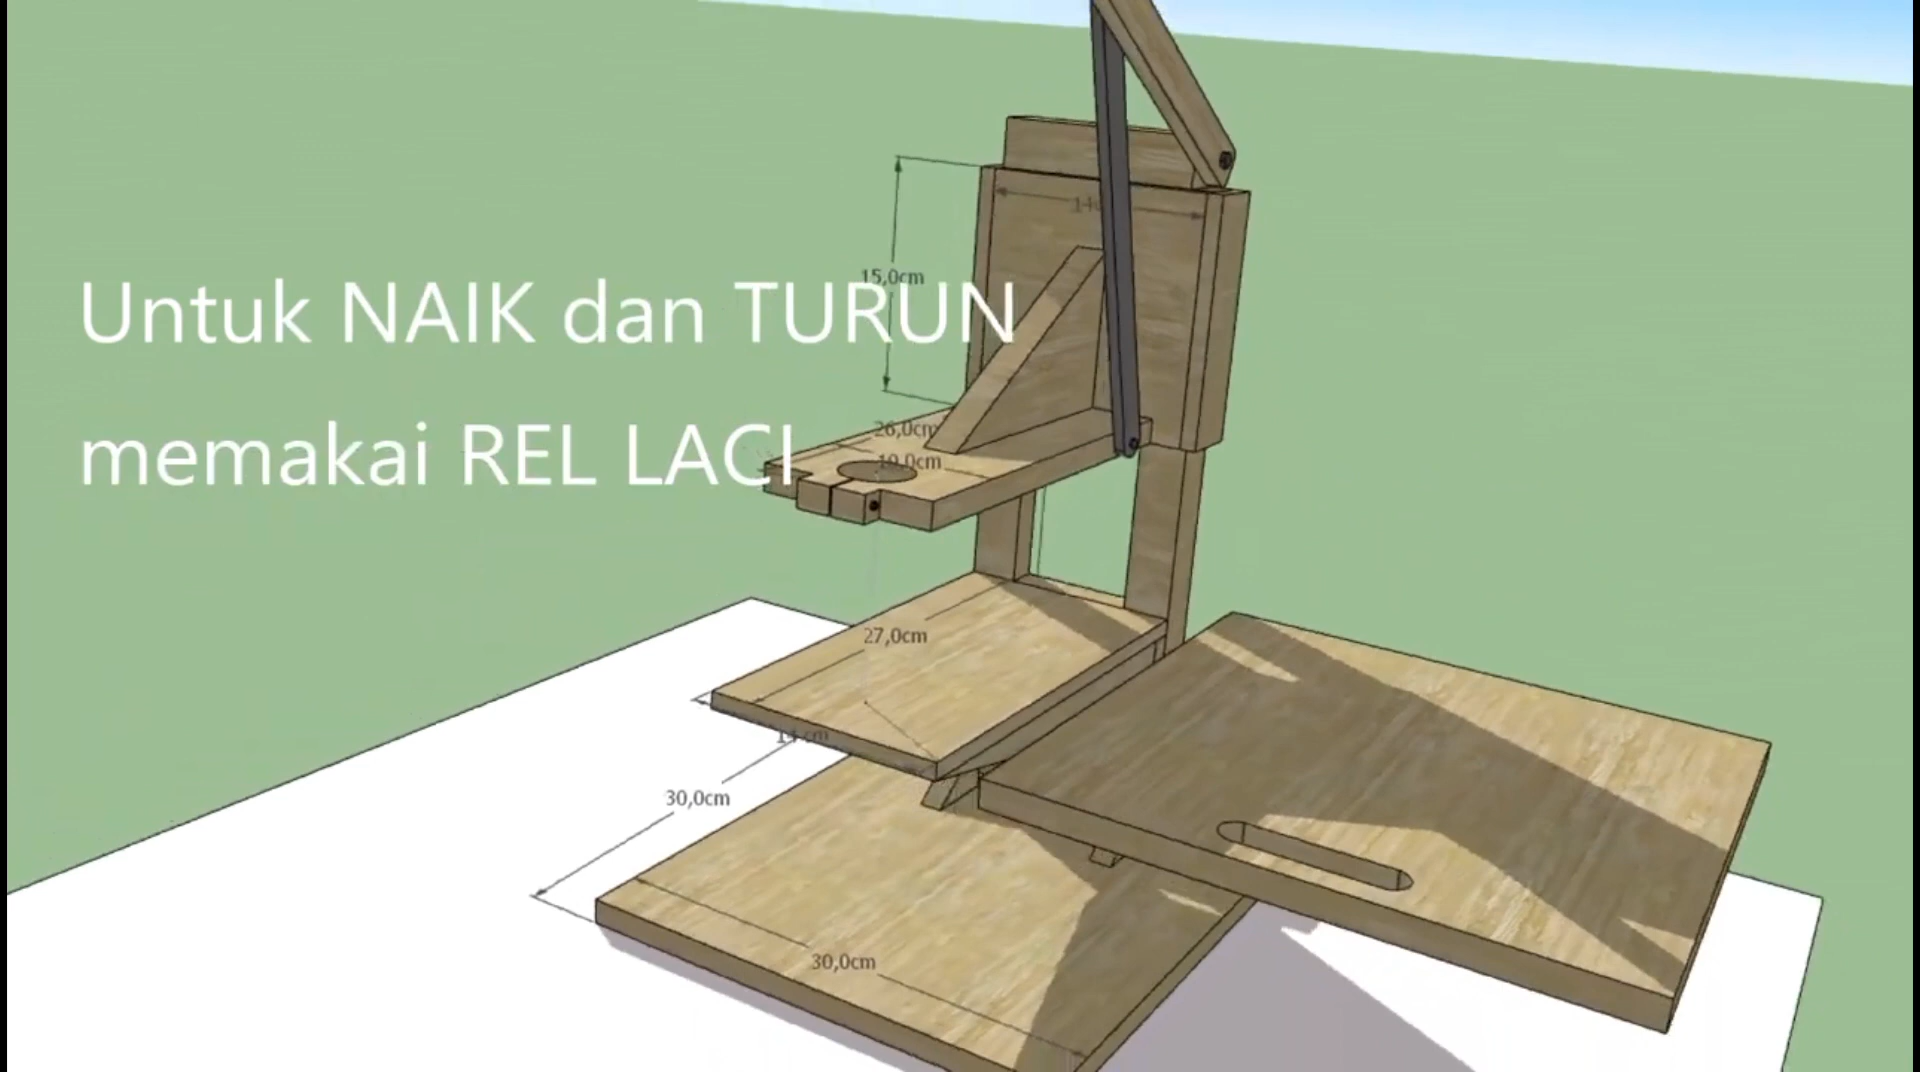 14
15,0cm
Untuk NAIK dan TURUN
26,0cm
memakai REL LACI
10,0cm
27,0cm
30,0cm
30,0cm